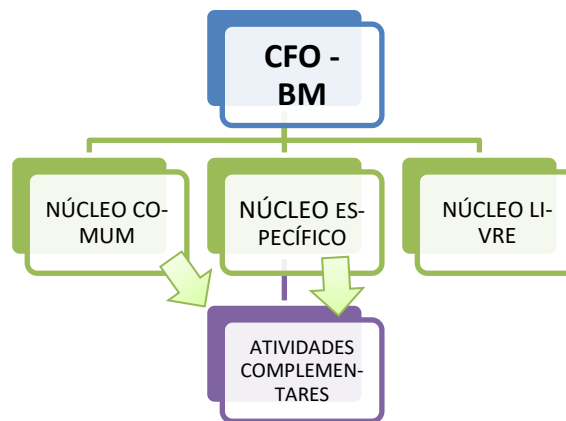 CFO -
BM
NÚCLEO CO-
MUM
NÚCLEO ES-
PECÍFICO
NÚCLEO LI-
VRE
ATIVIDADES
COMPLEMEN-
TARES